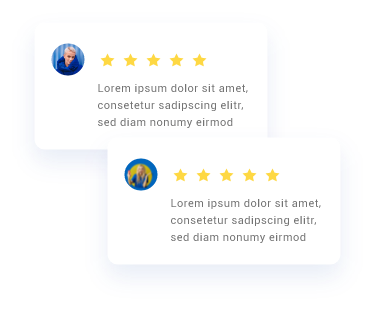 Lorem ipsum dolor sit amet,
consetetur sadipscing elitr,
sed diam nonumy eirmod
Lorem ipsum dolor sit amet,
consetetur sadipscing elitr,
sed diam nonumy eirmod